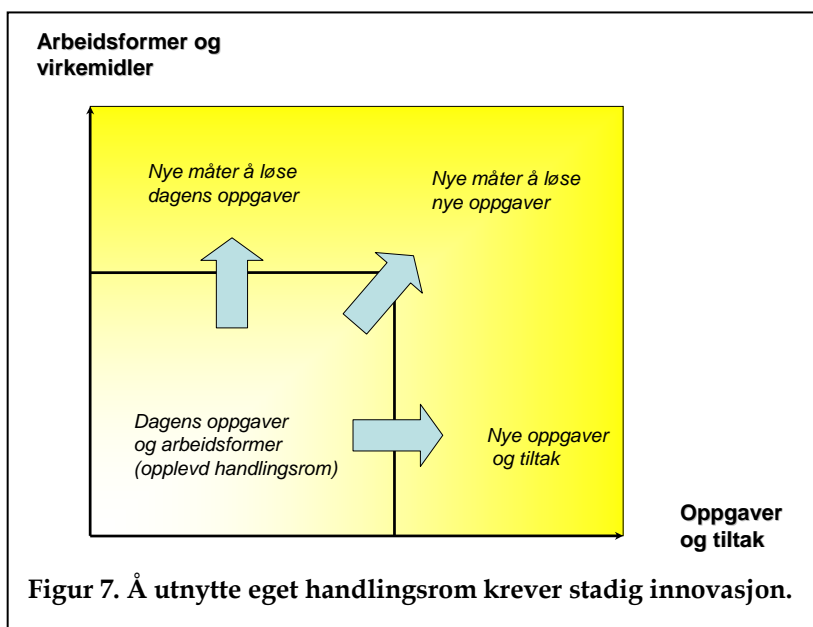 Arbeidsformer og
virkemidler
Nye måter å løse
dagens oppgaver
Nye måter å løse
nye oppgaver
Dagens oppgaver
og arbeidsformer
(opplevd handlingsrom)
Nye oppgaver
og tiltak
Oppgaver
og tiltak
Figur 7. Å utnytte eget handlingsrom krever stadig innovasjon.